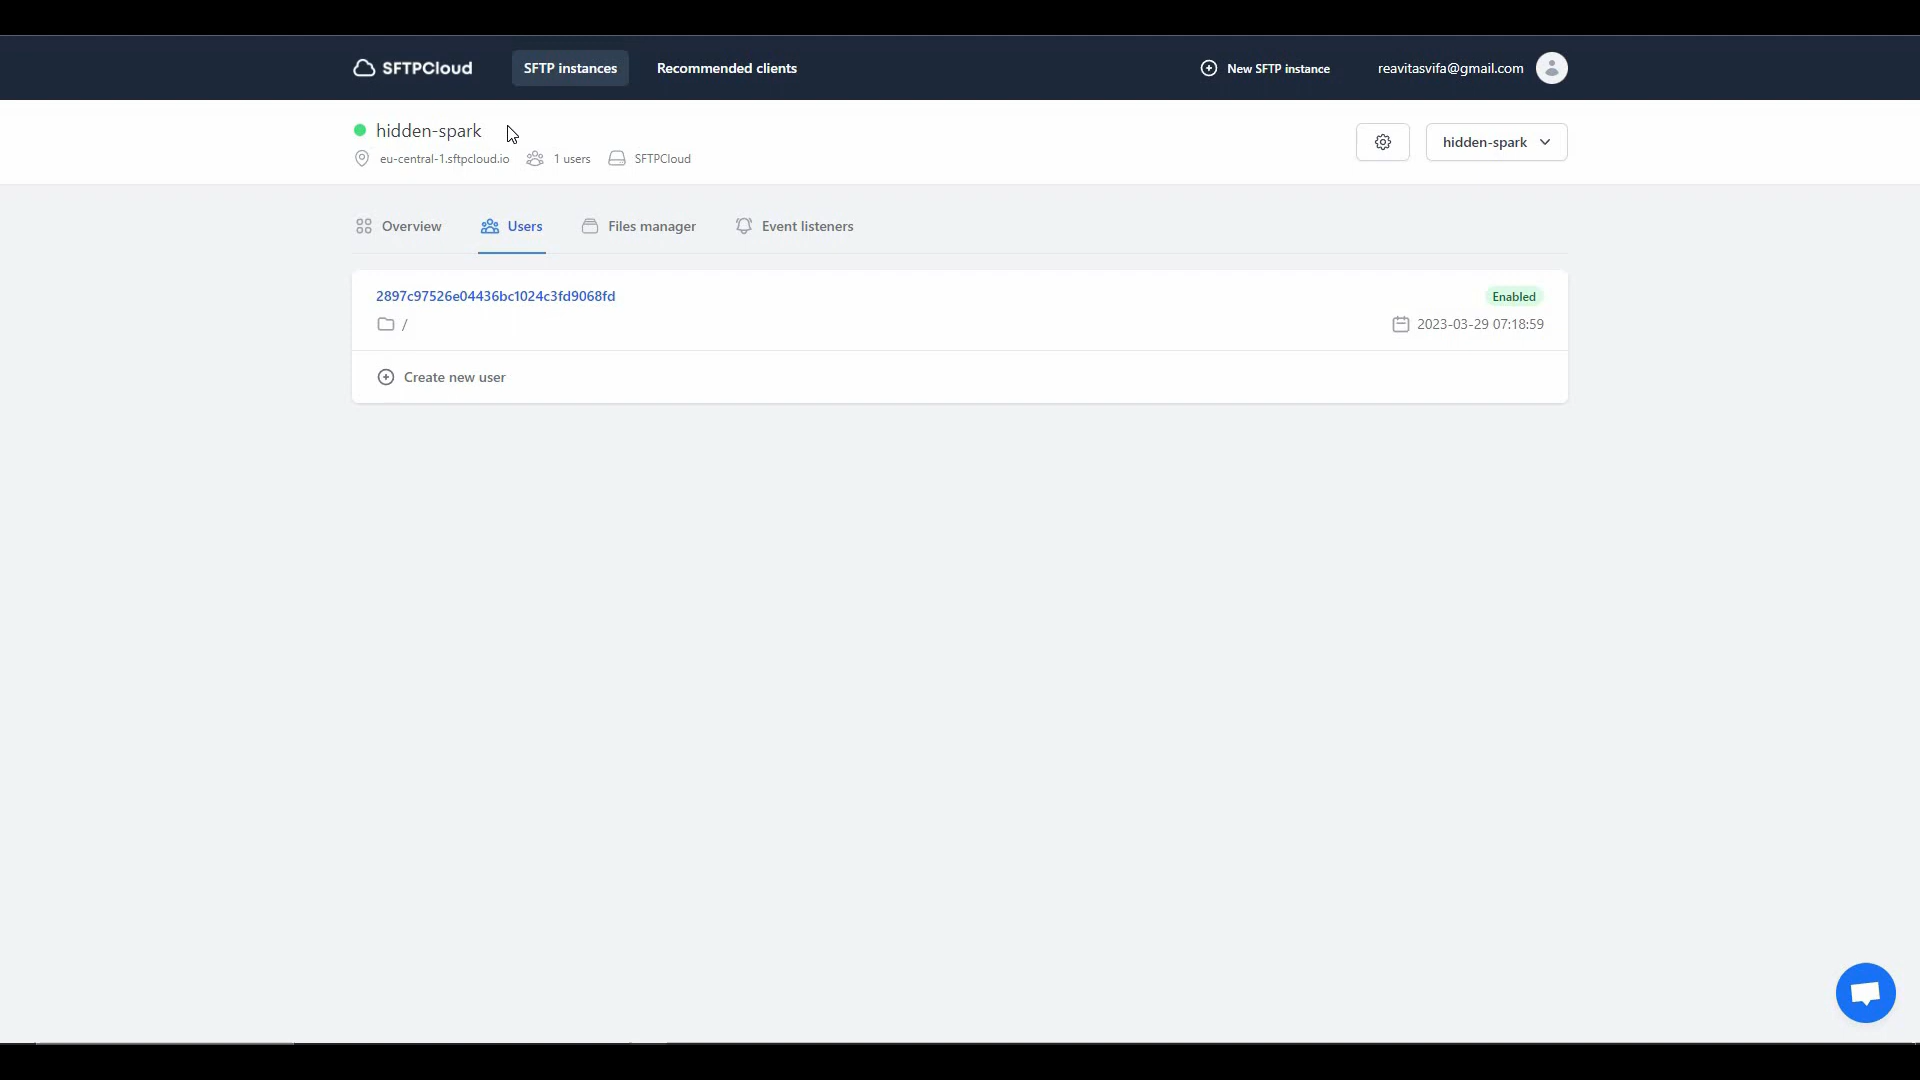 SFTPCloud
SFTP instances
Recommended clients
New SFTP instance
reavitasvifa@gmail.com
hidden-spark
eu-central-1.sftpcloud.io
1 users
SFTPCloud
hidden-spark
Overview
Users
Files manager
Event listeners
2897c97526e04436bc1024c3fd9068fd
Enabled
/
2023-03-29 07:18:59
Create new user